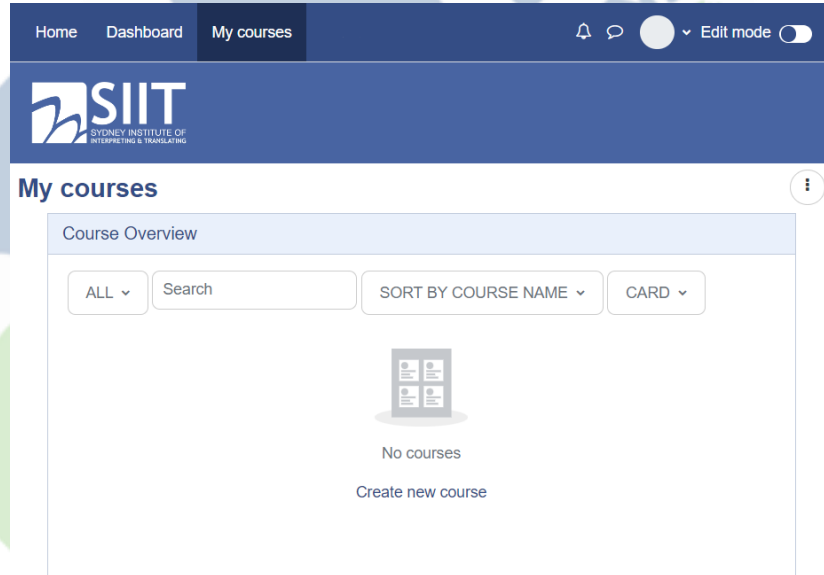 Home Dashboard My courses Edit mode
SIIT
SYDNEY INSTITUTE OF
INTERPRETING & TRANSLATING
My courses
Course Overview
ALL Search SORT BY COURSE NAME CARD
No courses
Create new course